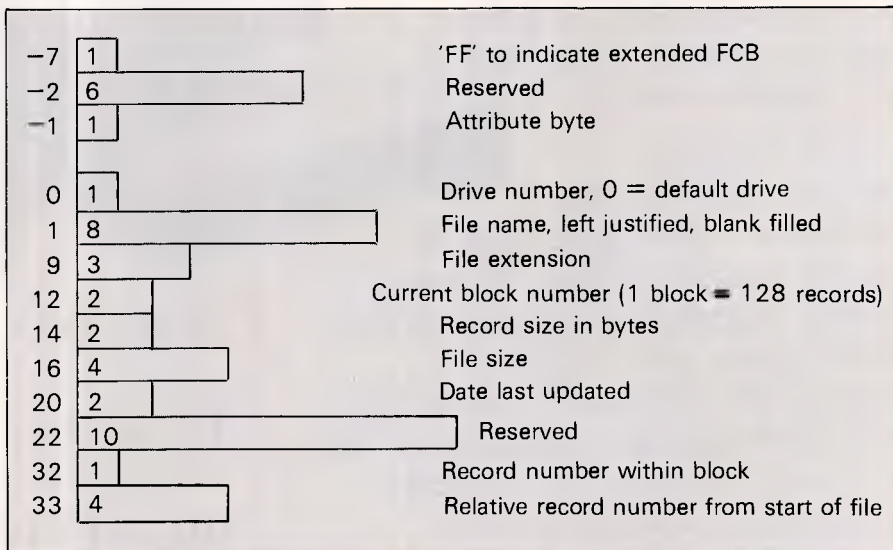 −7 1 'FF' to indicate extended FCB
−2 6 Reserved
−1 1 Attribute byte
0 1 Drive number, 0 = default drive
1 8 File name, left justified, blank filled
9 3 File extension
12 2 Current block number (1 block = 128 records)
14 2 Record size in bytes
16 4 File size
20 2 Date last updated
22 10 Reserved
32 1 Record number within block
33 4 Relative record number from start of file